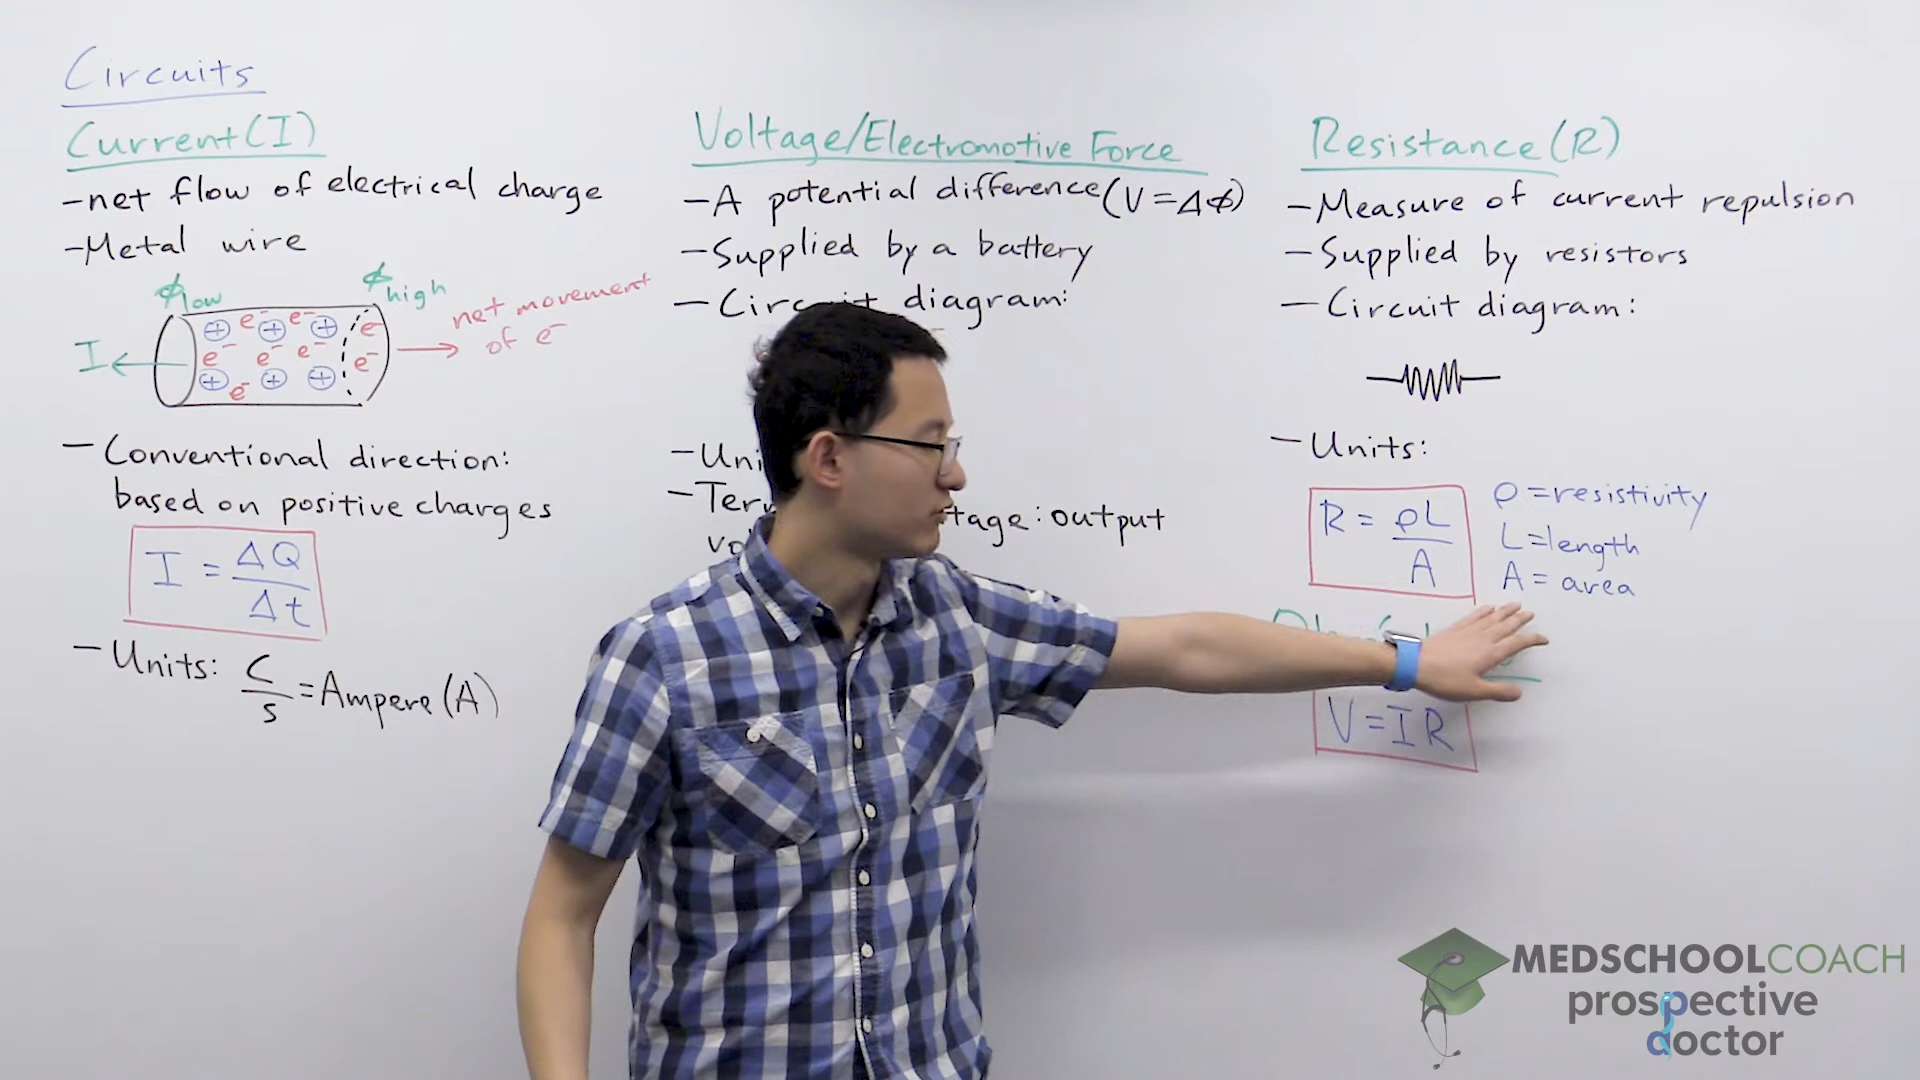 Circuits
Current (I)
-net flow of electrical charge
-Metal wire
ϕlow
ϕhigh
net movement
of e⁻
I
+ e⁻ + e⁻ + e⁻
e⁻ e⁻ e⁻ e⁻
+ e⁻ + +
- Conventional direction:
based on positive charges
I = ΔQ/Δt
- Units: C/s = Ampere (A)
Voltage/Electromotive Force
-A potential difference (V=Δϕ)
-Supplied by a battery
- diagram:
: output
Resistance (R)
-Measure of current repulsion
-Supplied by resistors
- Circuit diagram:
- Units:
R = ρL/A
ρ = resistivity
L = length
A = area
V = IR
MEDSCHOOLCOACH
prospective
doctor